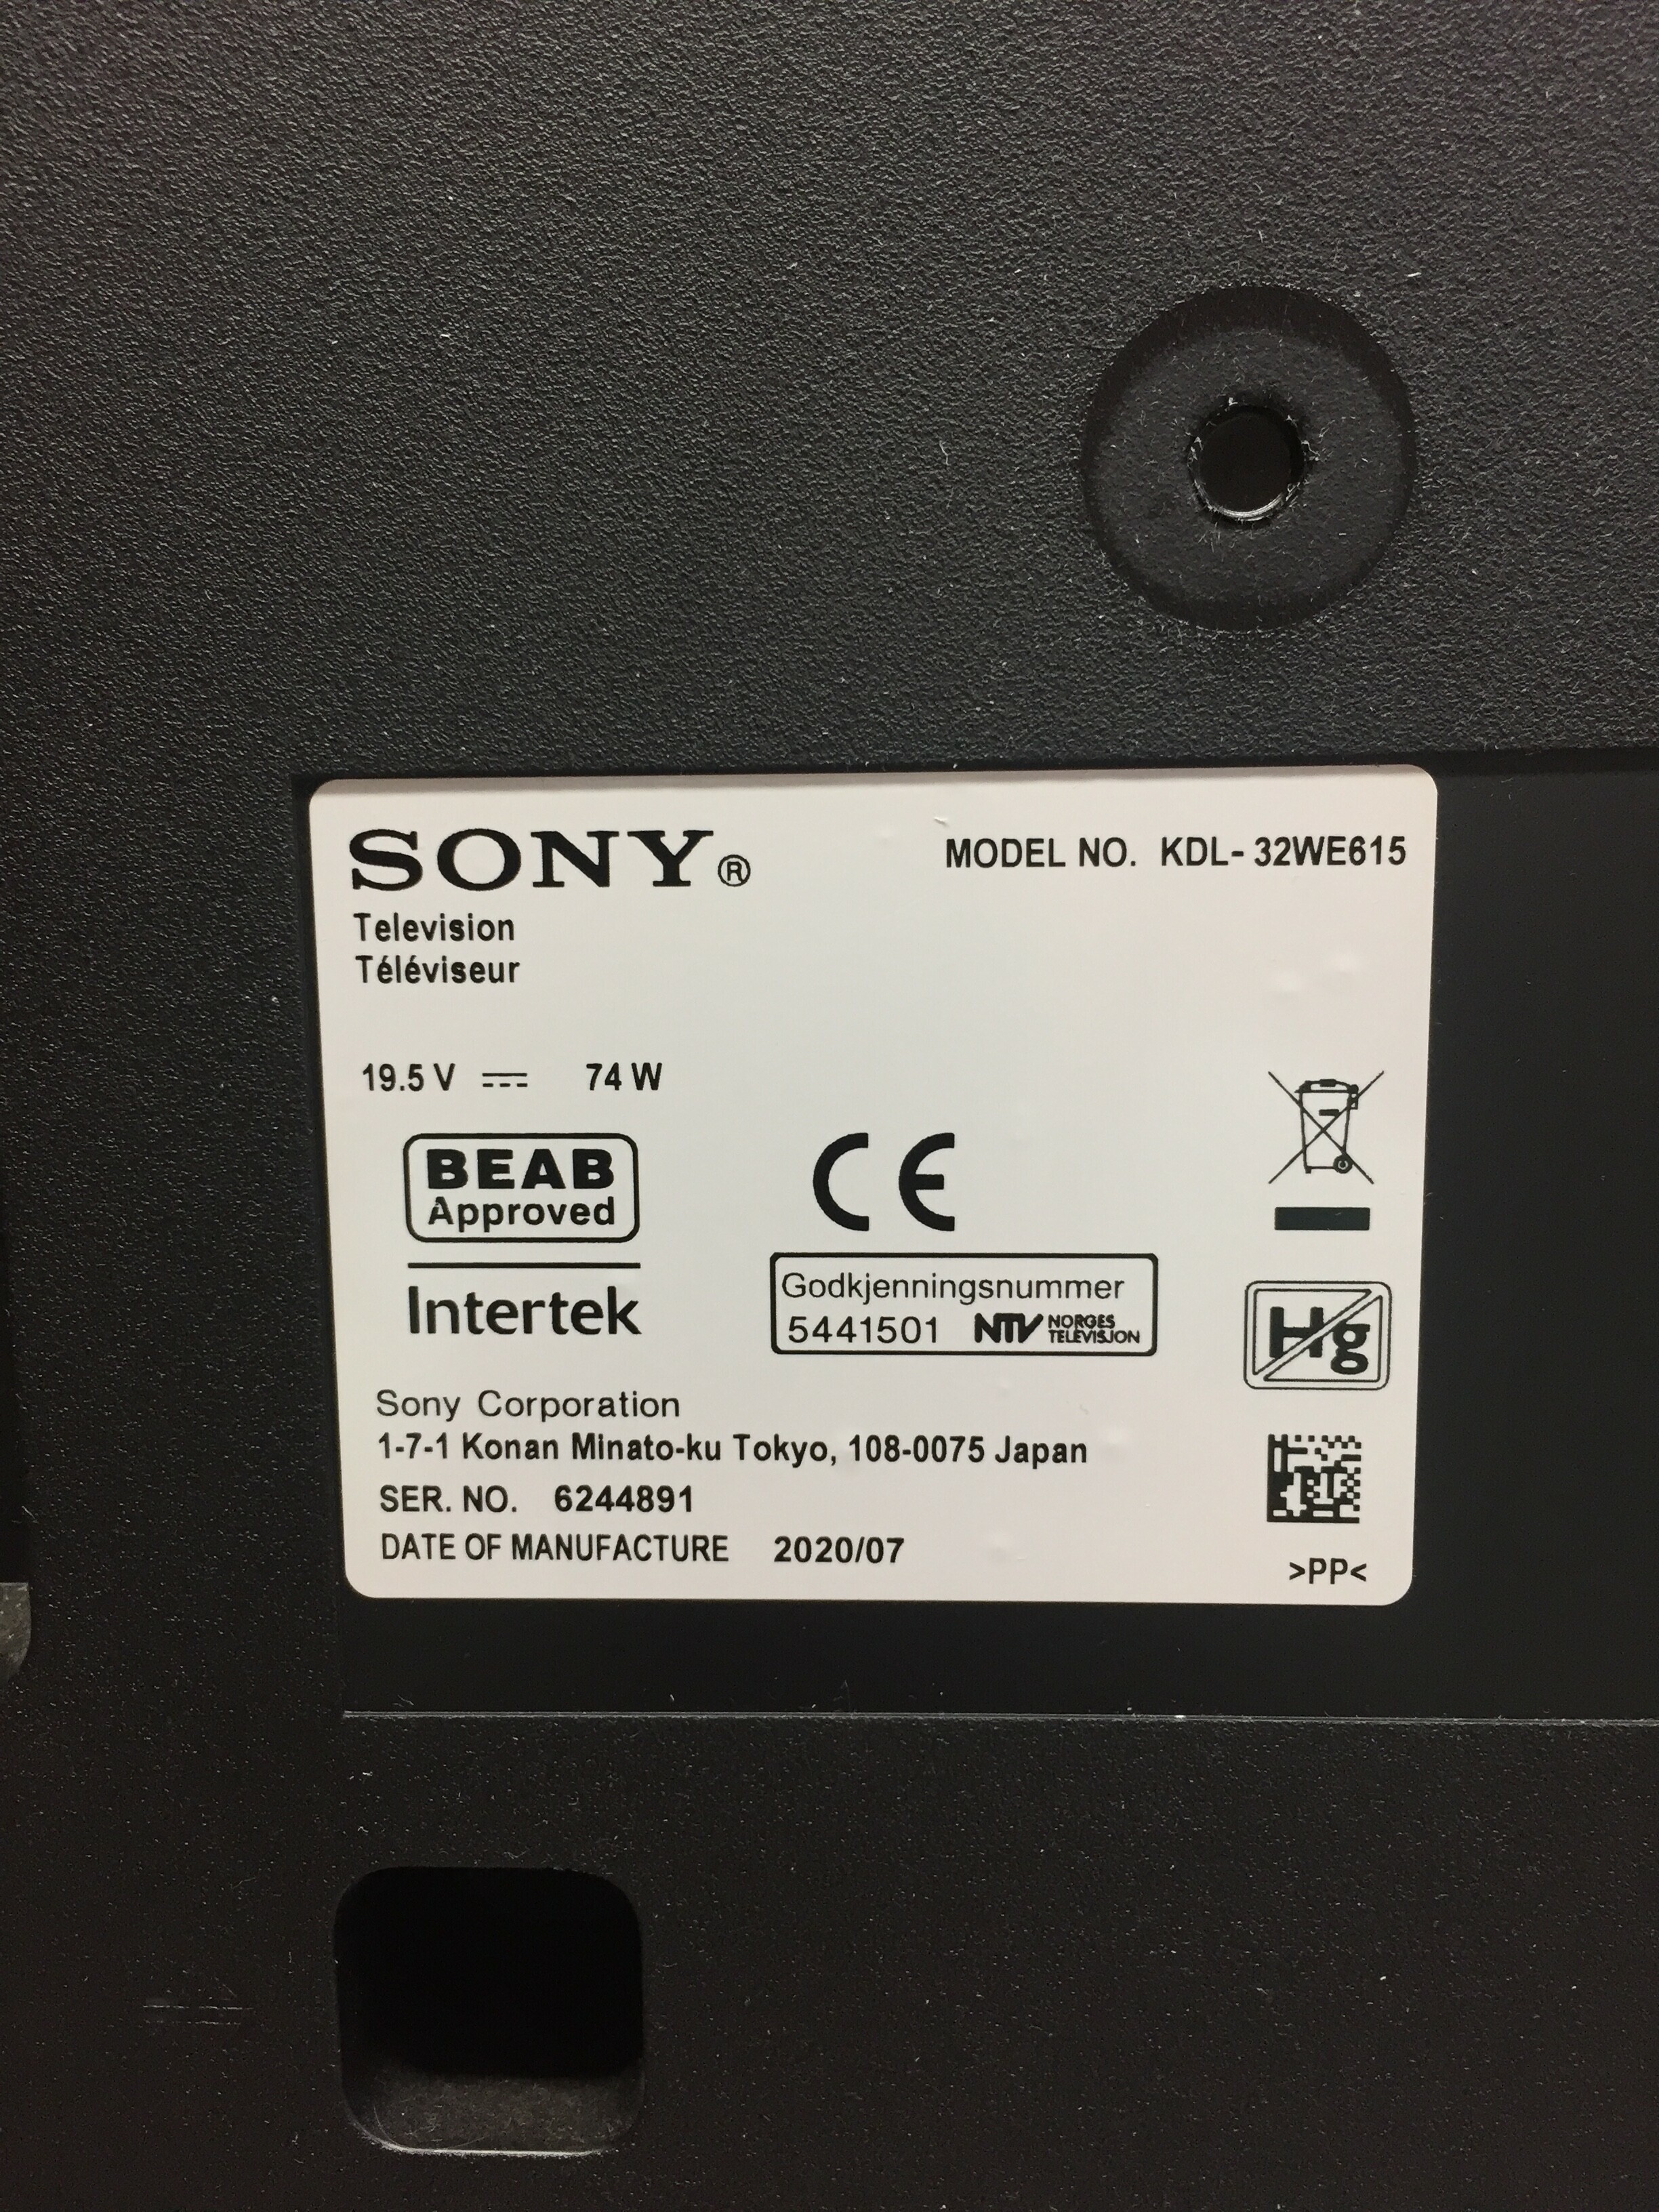 SONY®
MODEL NO. KDL-32WE615
Television
Téléviseur
19.5 V 74 W
BEAB
Approved
Intertek
CE
Godkjenningsnummer
5441501 NTV NORGES
TELEVISJON
Hg
Sony Corporation
1-7-1 Konan Minato-ku Tokyo, 108-0075 Japan
SER. NO. 6244891
DATE OF MANUFACTURE 2020/07
>PP<